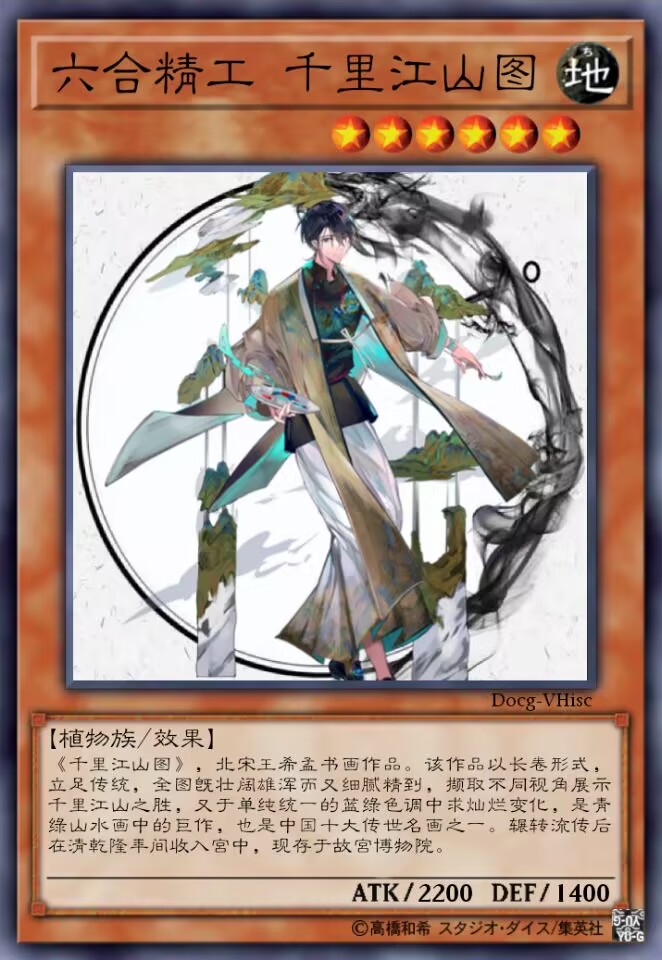 六合精工 千里江山图
ち
地
Docg-VHisc
【植物族/效果】
《千里江山图》，北宋王希孟书画作品。该作品以长卷形式，
立足传统，全图既壮阔雄浑而又细腻精到，撷取不同视角展示
千里江山之胜，又于单纯统一的蓝绿色调中求灿烂变化，是青
绿山水画中的巨作，也是中国十大传世名画之一。辗转流传后
在清乾隆年间收入宫中，现存于故宫博物院。
ATK/2200 DEF/1400
©高橋和希 スタジオ・ダイス/集英社
YU-G